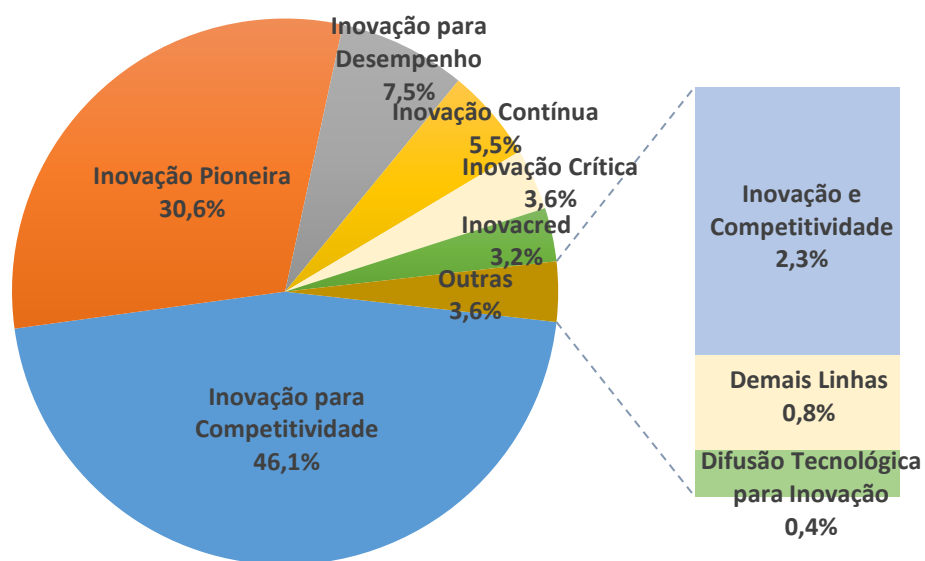 Inovação para
Desempenho
7,5%
Inovação Contínua
5,5%
Inovação Crítica
3,6%
Inovacred
3,2%
Outras
3,6%
Inovação Pioneira
30,6%
Inovação para
Competitividade
46,1%
Inovação e
Competitividade
2,3%
Demais Linhas
0,8%
Difusão Tecnológica
para Inovação
0,4%